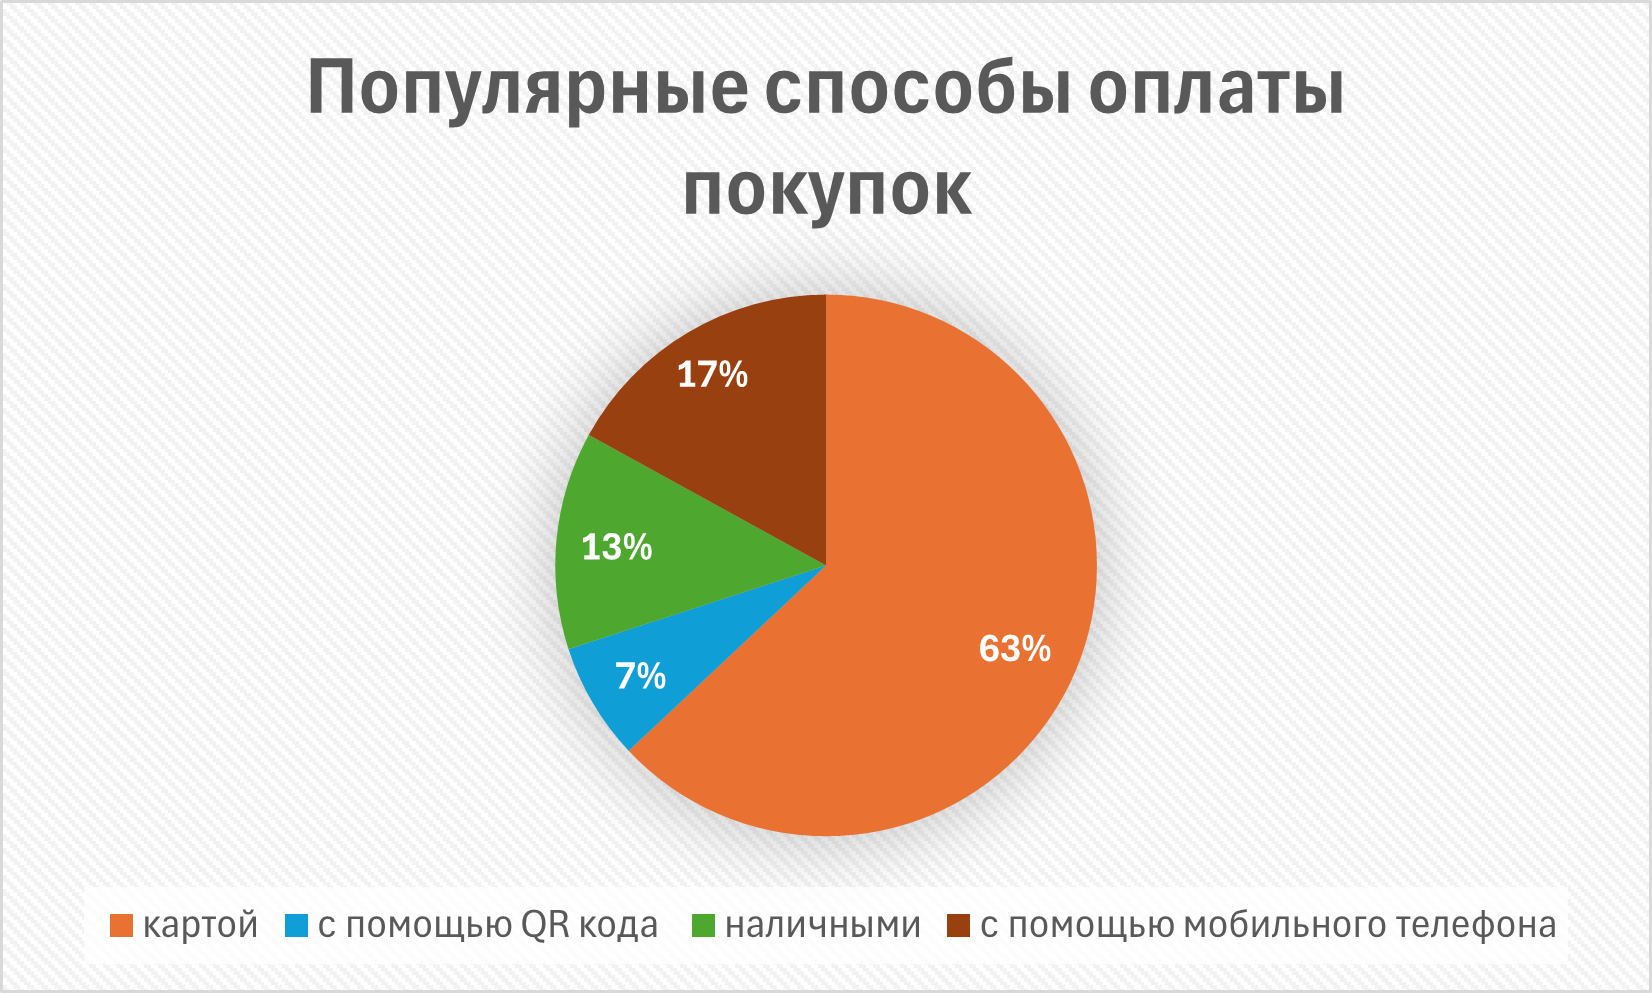 Популярные способы оплаты
покупок
17%
13%
63%
7%
картой с помощью QR кода наличными с помощью мобильного телефона